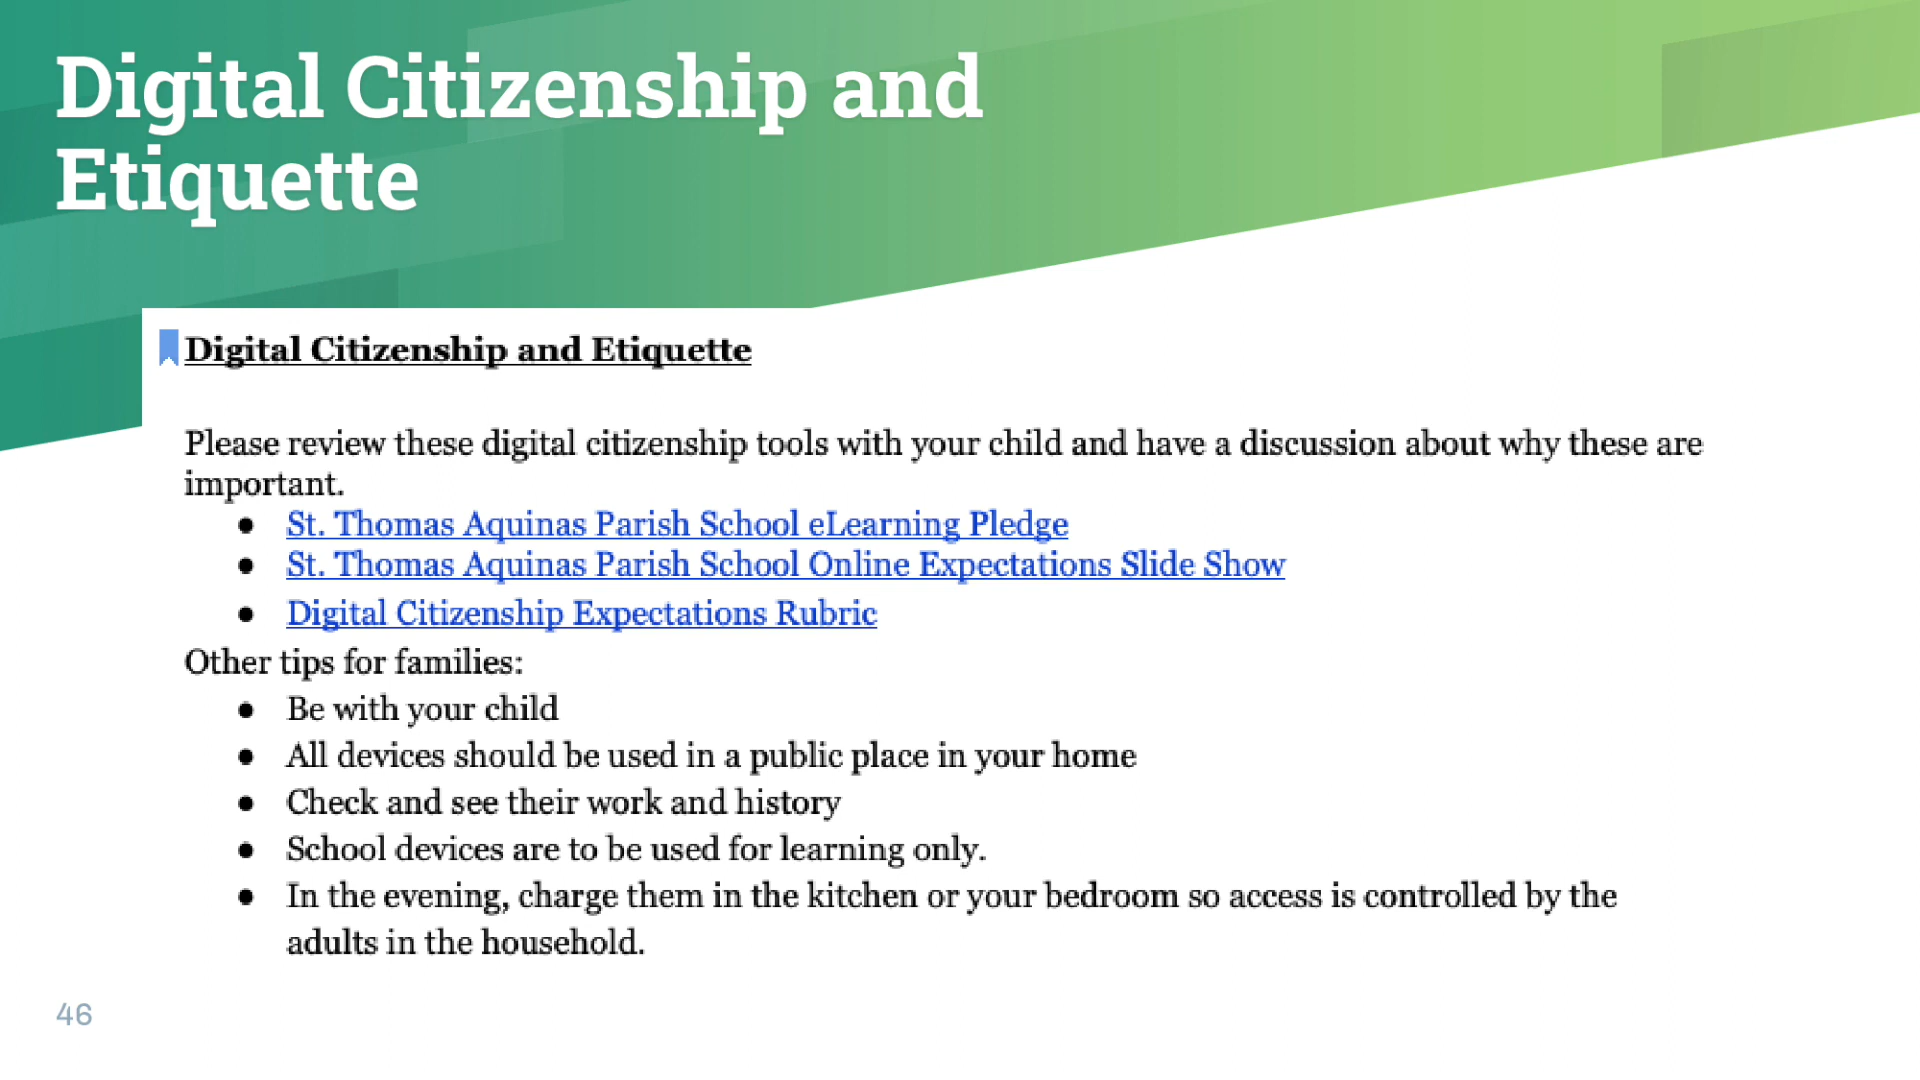 Digital Citizenship and
Etiquette
Digital Citizenship and Etiquette
Please review these digital citizenship tools with your child and have a discussion about why these are
important.
● St. Thomas Aquinas Parish School eLearning Pledge
● St. Thomas Aquinas Parish School Online Expectations Slide Show
● Digital Citizenship Expectations Rubric
Other tips for families:
● Be with your child
● All devices should be used in a public place in your home
● Check and see their work and history
● School devices are to be used for learning only.
● In the evening, charge them in the kitchen or your bedroom so access is controlled by the
adults in the household.
46